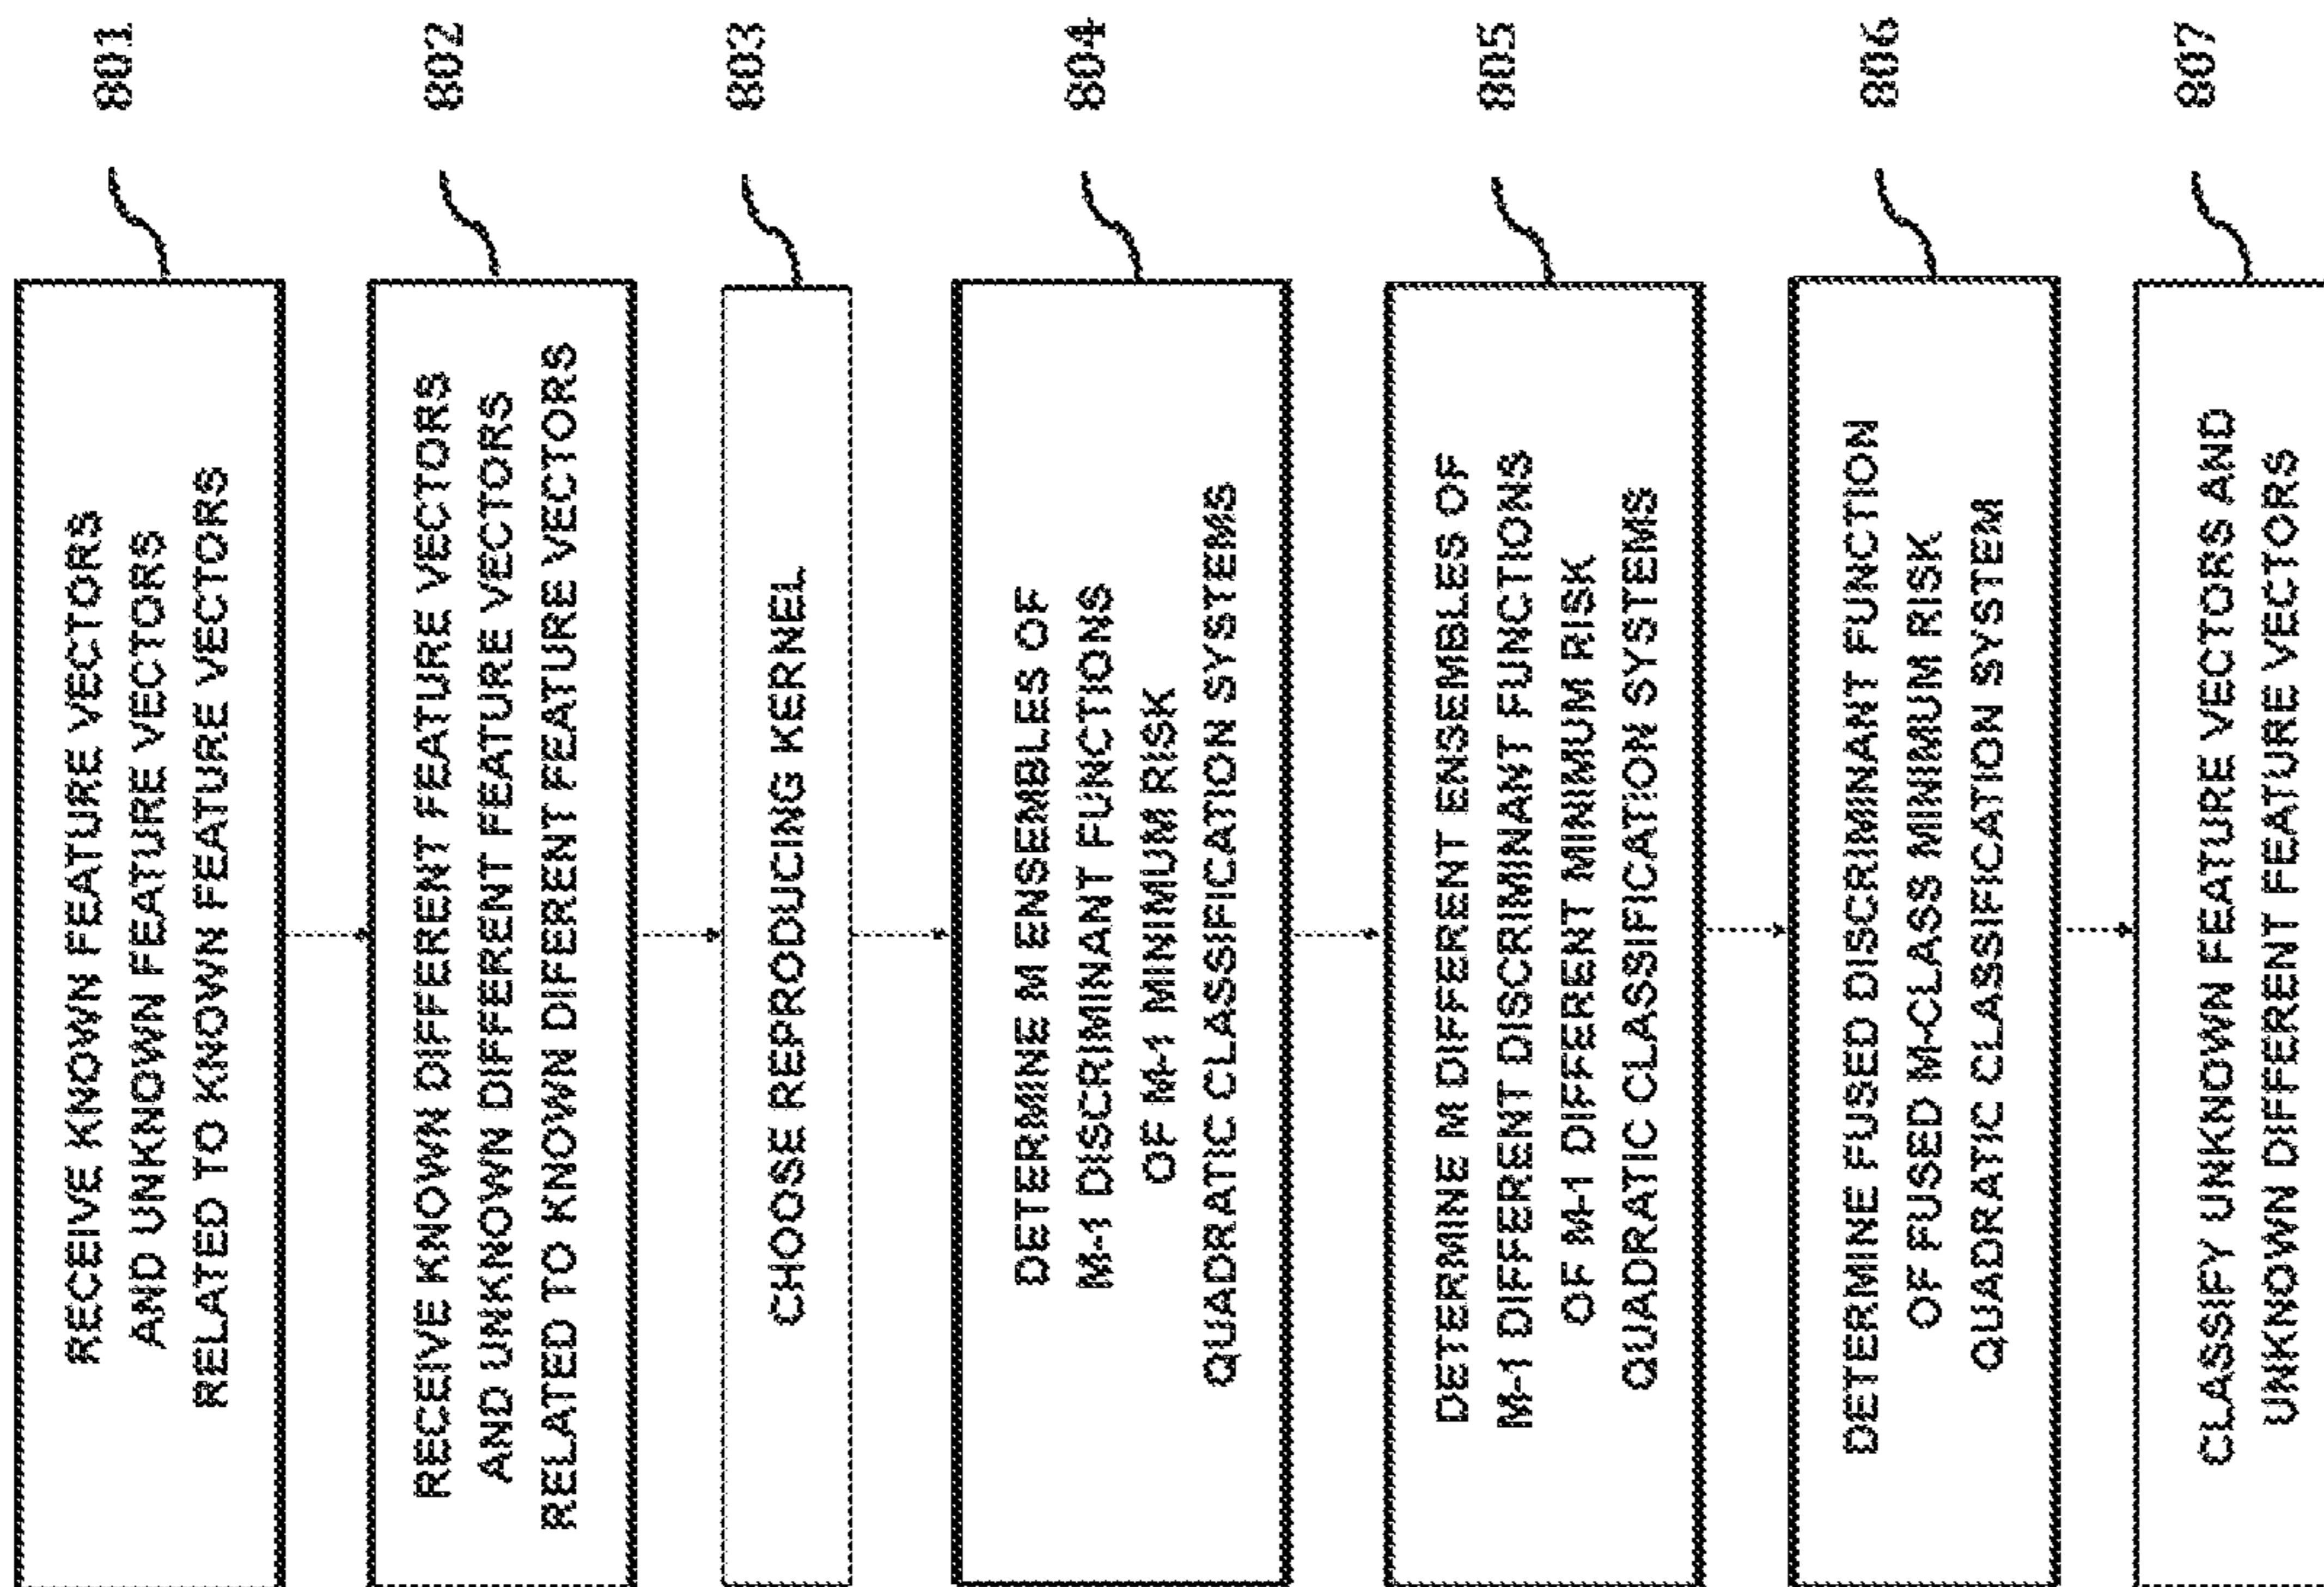 801
RECEIVE KNOWN FEATURE VECTORS
AND UNKNOWN FEATURE VECTORS
RELATED TO KNOWN FEATURE VECTORS
802
RECEIVE KNOWN DIFFERENT FEATURE VECTORS
AND UNKNOWN DIFFERENT FEATURE VECTORS
RELATED TO KNOWN DIFFERENT FEATURE VECTORS
803
CHOOSE REPRODUCING KERNEL
804
DETERMINE M ENSEMBLES OF
M-1 DISCRIMINANT FUNCTIONS
OF M-1 MINIMUM RISK
QUADRATIC CLASSIFICATION SYSTEMS
805
DETERMINE M DIFFERENT ENSEMBLES OF
M-1 DIFFERENT DISCRIMINANT FUNCTIONS
OF M-1 DIFFERENT MINIMUM RISK
QUADRATIC CLASSIFICATION SYSTEMS
806
DETERMINE FUSED DISCRIMINANT FUNCTION
OF FUSED M-CLASS MINIMUM RISK
QUADRATIC CLASSIFICATION SYSTEM
807
CLASSIFY UNKNOWN FEATURE VECTORS AND
UNKNOWN DIFFERENT FEATURE VECTORS